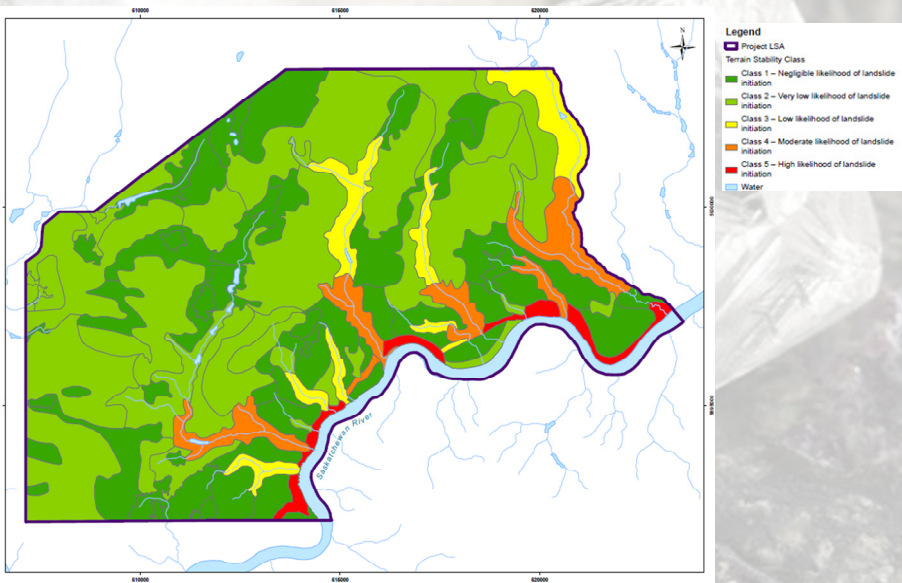 610000
615000
620000
N
Legend
Project LSA
Terrain Stability Class
Class 1 – Negligible likelihood of landslide
initiation
Class 2 – Very low likelihood of landslide
initiation
Class 3 – Low likelihood of landslide
initiation
Class 4 – Moderate likelihood of landslide
initiation
Class 5 – High likelihood of landslide
initiation
Water
Saskatchewan River
610000
615000
620000